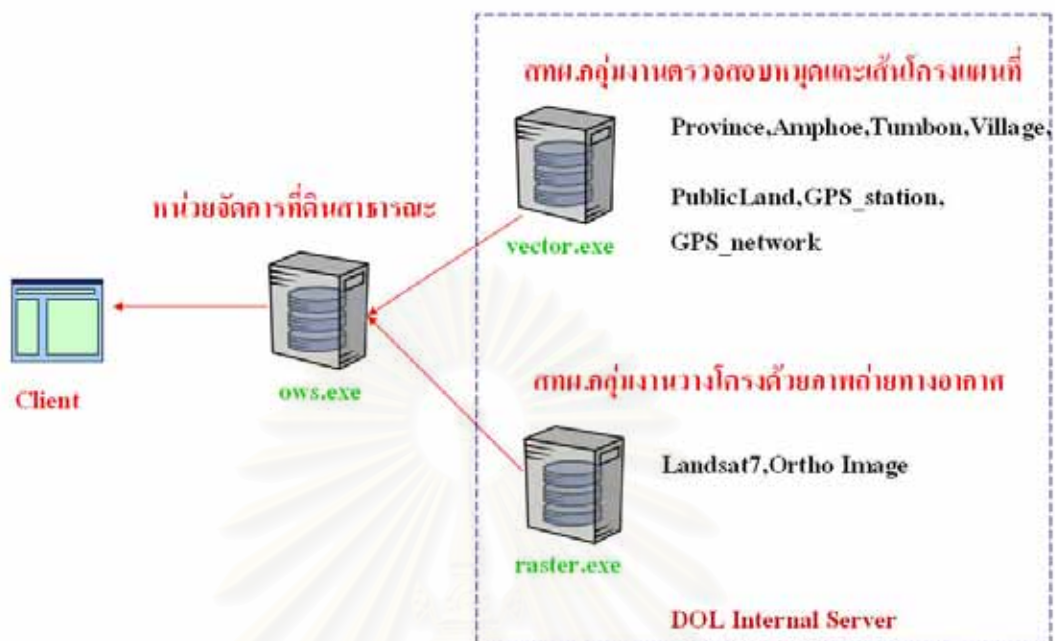 สทผ.กลุ่มงานตรวจสอบหมุดและเส้นโครงแผนที่
Province,Amphoe,Tumbon,Village,
PublicLand,GPS_station,
GPS_network
vector.exe
หน่วยจัดการที่ดินสาธารณะ
ows.exe
Client
สทผ.กลุ่มงานวางโครงด้วยภาพถ่ายทางอากาศ
Landsat7,Ortho Image
raster.exe
DOL Internal Server